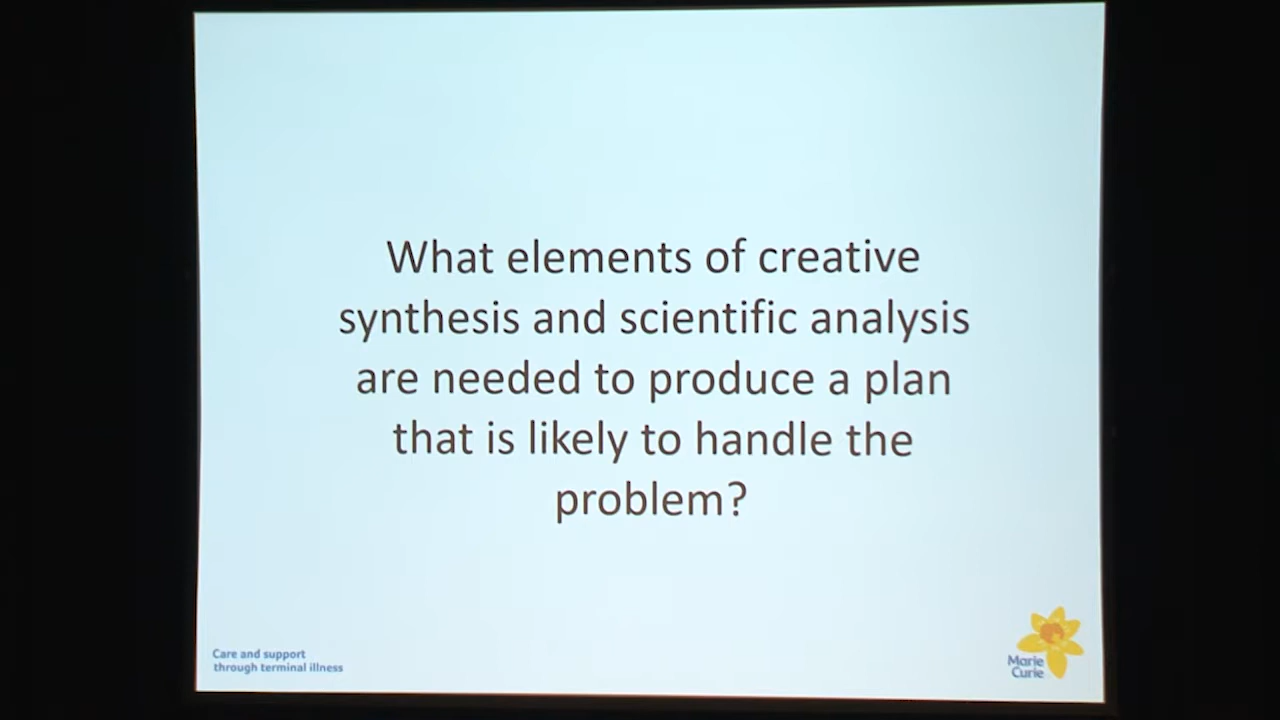 What elements of creative
synthesis and scientific analysis
are needed to produce a plan
that is likely to handle the
problem?
Care and support
through terminal illness
Marie
Curie